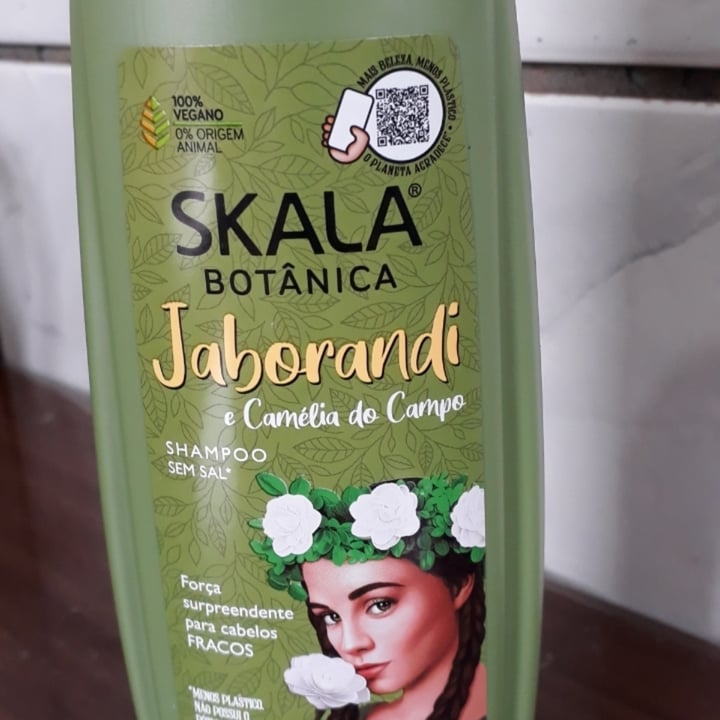 100%
VEGANO
0% ORIGEM
ANIMAL
MAIS BELEZA, MENOS PLÁSTICO •
O PLANETA AGRADECE •
SKALA®
BOTÂNICA
Jaborandi
e Camélia do Campo
SHAMPOO
SEM SAL*
Força
surpreendente
para cabelos
FRACOS
*MENOS PLÁSTICO,
NÃO POSSUI O